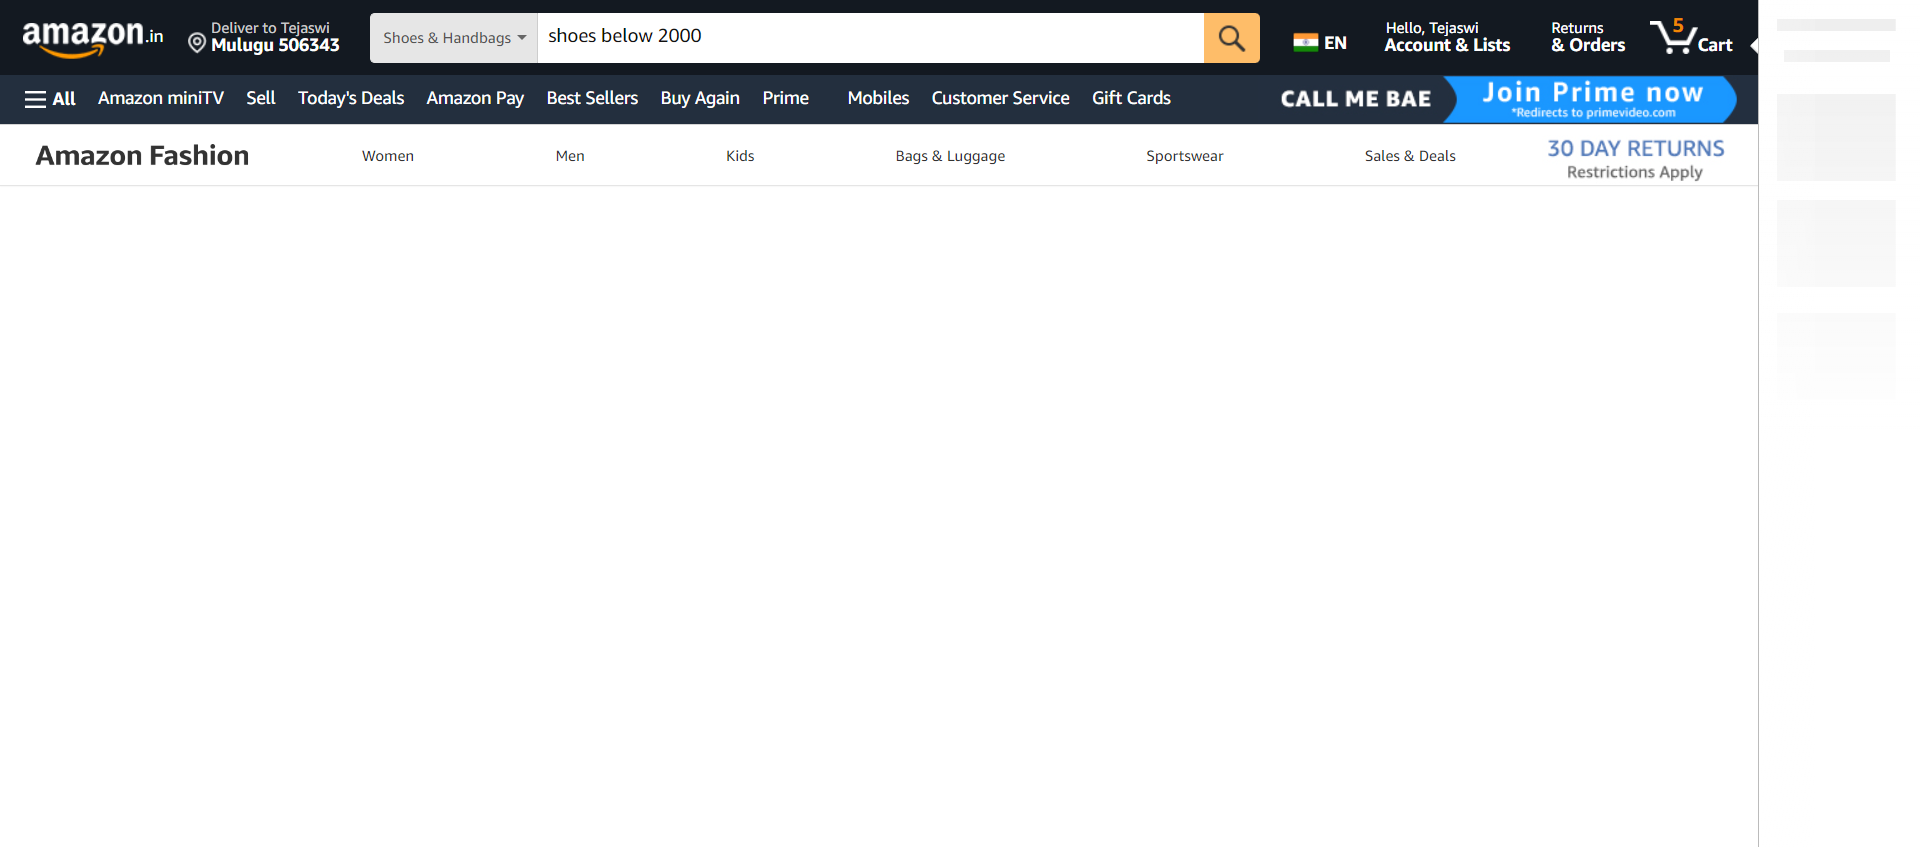 amazon.in
Deliver to Tejaswi
Mulugu 506343
Shoes & Handbags
shoes below 2000
EN
Hello, Tejaswi
Account & Lists
Returns
& Orders
5
Cart
All
Amazon miniTV
Sell
Today's Deals
Amazon Pay
Best Sellers
Buy Again
Prime
Mobiles
Customer Service
Gift Cards
CALL ME BAE
Join Prime now
*Redirects to primevideo.com
Amazon Fashion
Women
Men
Kids
Bags & Luggage
Sportswear
Sales & Deals
30 DAY RETURNS
Restrictions Apply